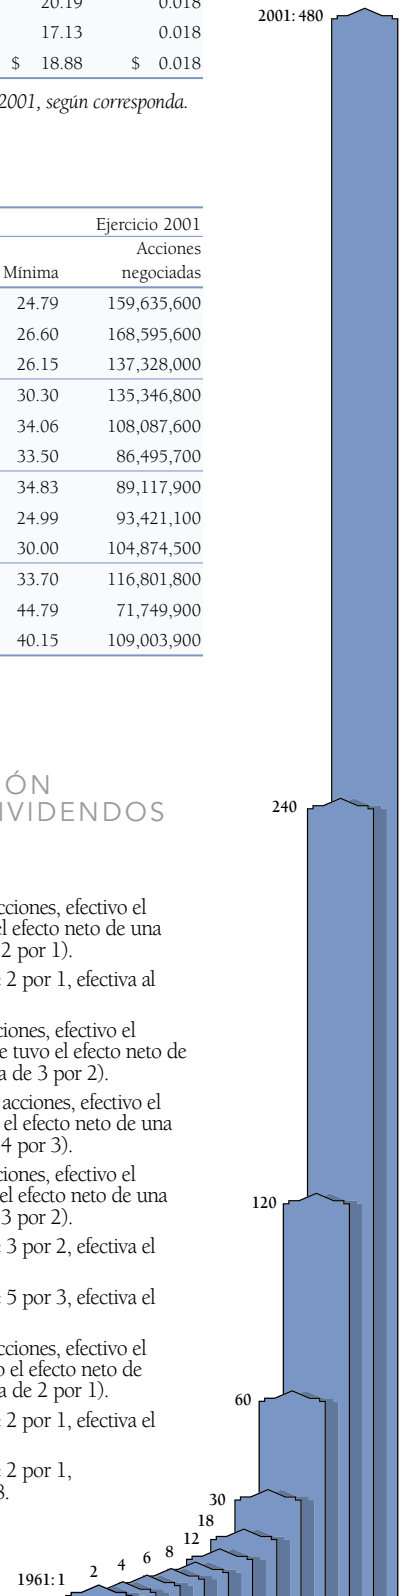 20.19 0.018
17.13 0.018
$ 18.88 $ 0.018
2001, según corresponda.
Ejercicio 2001
Acciones
Mínima negociadas
24.79 159,635,600
26.60 168,595,600
26.15 137,328,000
30.30 135,346,800
34.06 108,087,600
33.50 86,495,700
34.83 89,117,900
24.99 93,421,100
30.00 104,874,500
33.70 116,801,800
44.79 71,749,900
40.15 109,003,900
IÓN
IVIDENDOS
cciones, efectivo el
el efecto neto de una
2 por 1).
e 2 por 1, efectiva al
ciones, efectivo el
e tuvo el efecto neto de
a de 3 por 2).
acciones, efectivo el
el efecto neto de una
4 por 3).
ciones, efectivo el
el efecto neto de una
3 por 2).
e 3 por 2, efectiva el
e 5 por 3, efectiva el
cciones, efectivo el
o el efecto neto de
a de 2 por 1).
e 2 por 1, efectiva el
e 2 por 1,
3.
2001: 480
240
120
60
30
18
12
8
6
4
2
1961: 1